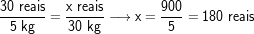 30 reais / 5 kg = x reais / 30 kg ⟶ x = 900 / 5 = 180 reais